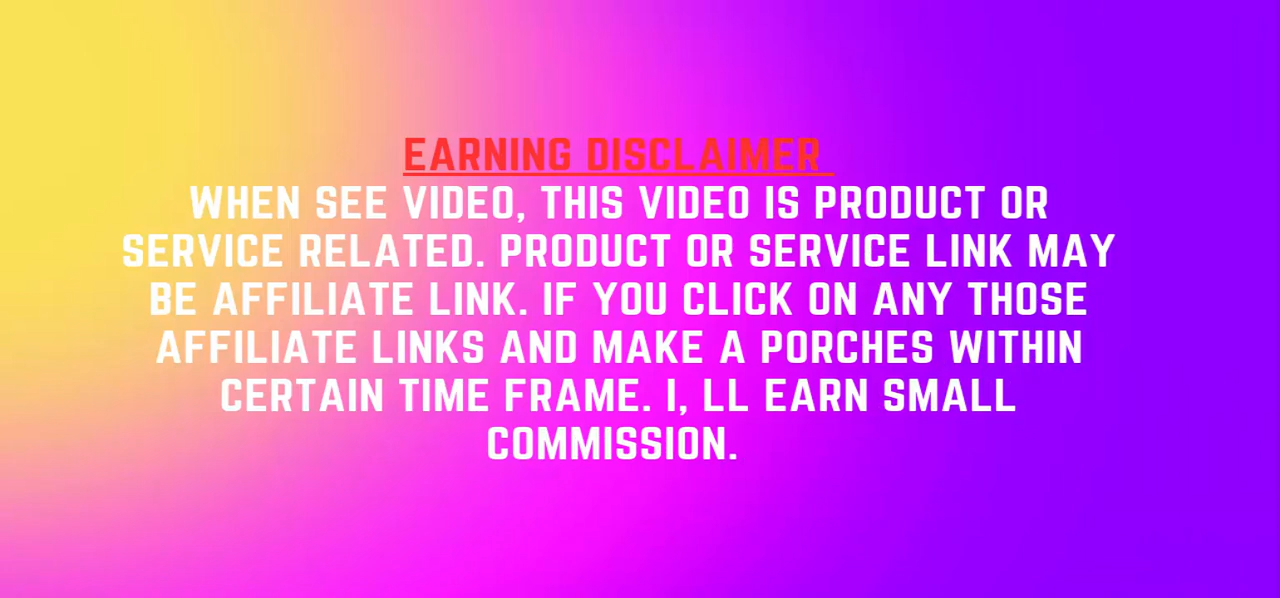 EARNING DISCLAIMER
WHEN SEE VIDEO, THIS VIDEO IS PRODUCT OR
SERVICE RELATED. PRODUCT OR SERVICE LINK MAY
BE AFFILIATE LINK. IF YOU CLICK ON ANY THOSE
AFFILIATE LINKS AND MAKE A PORCHES WITHIN
CERTAIN TIME FRAME. I, LL EARN SMALL
COMMISSION.